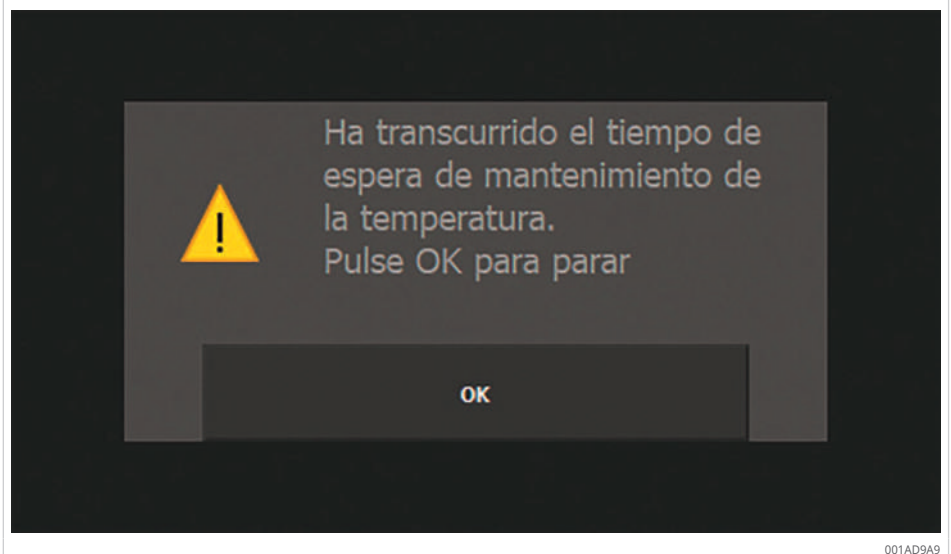 Ha transcurrido el tiempo de
espera de mantenimiento de
la temperatura.
Pulse OK para parar
OK
001AD9A9